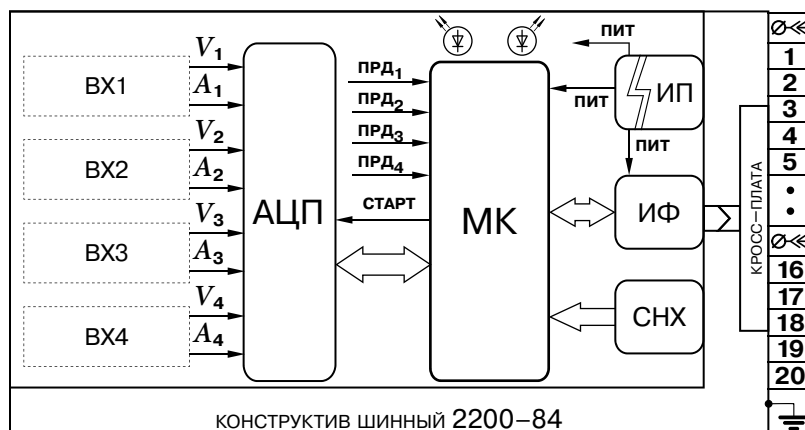 ВХ1
V1
A1
ВХ2
V2
A2
ВХ3
V3
A3
ВХ4
V4
A4
АЦП
ПРД1
ПРД2
ПРД3
ПРД4
СТАРТ
МК
ПИТ
ПИТ
ПИТ
ИП
ИФ
СНХ
КРОСС–ПЛАТА
1
2
3
4
5
16
17
18
19
20
КОНСТРУКТИВ ШИННЫЙ 2200–84